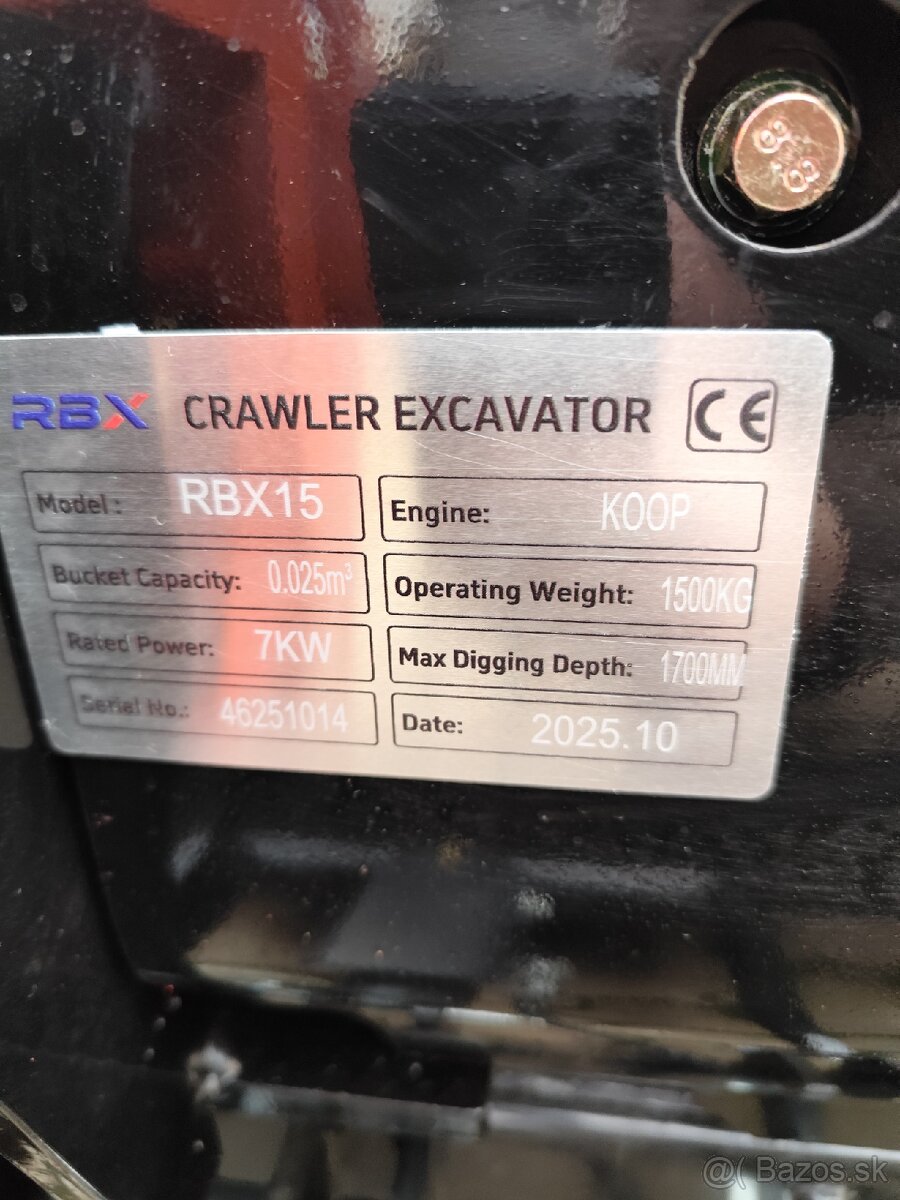 RBX CRAWLER EXCAVATOR CE
Model: RBX15 Engine: KOOP
Bucket Capacity: 0.025m³ Operating Weight: 1500KG
Rated Power: 7KW Max Digging Depth: 1700MM
Serial No.: 46251014 Date: 2025.10
@( Bazos.sk